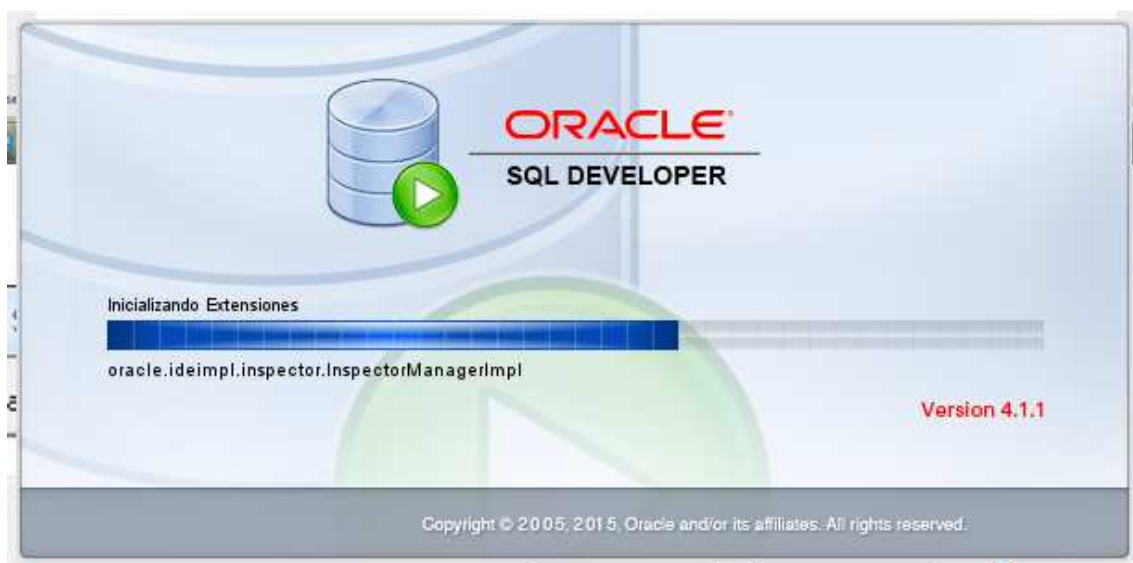 ORACLE
SQL DEVELOPER
Inicializando Extensiones
oracle.ideimpl.inspector.InspectorManagerImpl
Version 4.1.1
Copyright © 2005, 2015, Oracle and/or its affiliates. All rights reserved.